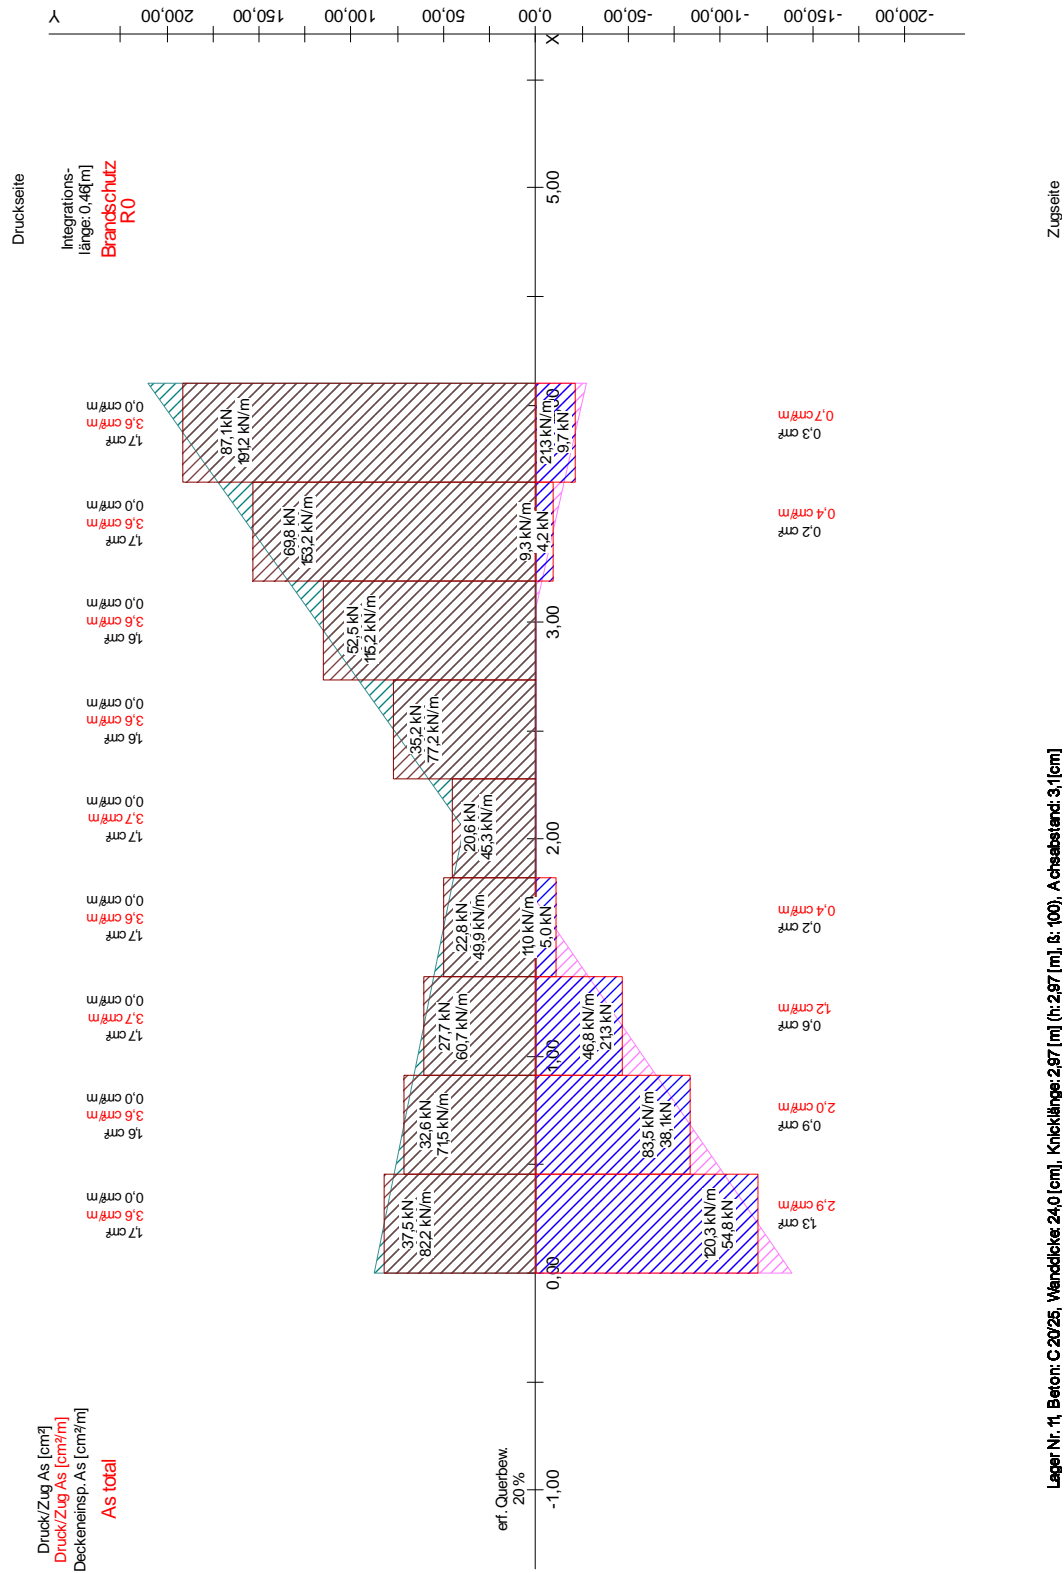 Druckseite
Integrations-
länge: 0,46[m]
Brandschutz
R 0
Y
200,00
150,00
100,00
50,00
0,00
-50,00
-100,00
-150,00
-200,00
X
Druck/Zug As [cm²]
Druck/Zug As [cm²/m]
Deckeneinsp. As [cm²/m]
As total
1,7 cm²
3,6 cm²/m
0,0 cm²/m
1,6 cm²
3,6 cm²/m
0,0 cm²/m
1,7 cm²
3,7 cm²/m
0,0 cm²/m
1,7 cm²
3,6 cm²/m
0,0 cm²/m
1,7 cm²
3,7 cm²/m
0,0 cm²/m
1,6 cm²
3,6 cm²/m
0,0 cm²/m
1,6 cm²
3,6 cm²/m
0,0 cm²/m
1,7 cm²
3,6 cm²/m
0,0 cm²/m
1,7 cm²
3,6 cm²/m
0,0 cm²/m
37,5 kN
82,2 kN/m
32,6 kN
71,5 kN/m
27,7 kN
60,7 kN/m
22,8 kN
49,9 kN/m
20,6 kN
45,3 kN/m
35,2 kN
77,2 kN/m
52,5 kN
115,2 kN/m
69,8 kN
153,2 kN/m
87,1 kN
191,2 kN/m
erf. Querbew.
20 %
-1,00
0,00
1,00
2,00
3,00
5,00
120,3 kN/m
54,8 kN
83,5 kN/m
38,1 kN
46,8 kN/m
21,3 kN
11,0 kN/m
5,0 kN
9,3 kN/m
4,2 kN
21,3 kN/m
9,7 kN
1,3 cm²
2,9 cm²/m
0,9 cm²
2,0 cm²/m
0,6 cm²
1,2 cm²/m
0,2 cm²
0,4 cm²/m
0,2 cm²
0,4 cm²/m
0,3 cm²
0,7 cm²/m
Zugseite
Lager Nr. 11, Beton: C 20/25, Wanddicke: 24,0 [cm], Knicklänge: 2,97 [m] (h: 2,97 [m], ß: 1,00), Achsabstand: 3,1[cm]